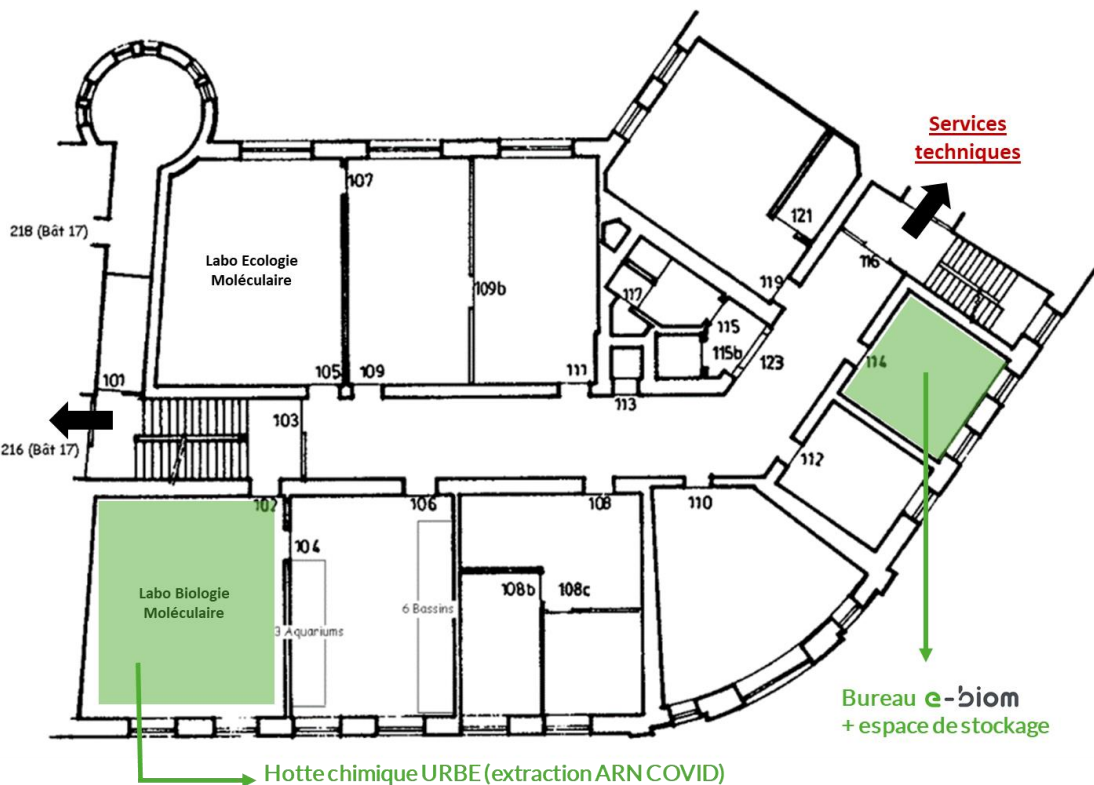 Services
techniques
107
121
218 (Bât 17)
116
Labo Ecologie
Moléculaire
109b
117
119
115
115b
123
114
101
105
109
111
113
103
216 (Bât 17)
112
102
106
108
110
104
108b
108c
Labo Biologie
Moléculaire
6 Bassins
3 Aquariums
Bureau e-biom
+ espace de stockage
Hotte chimique URBE (extraction ARN COVID)